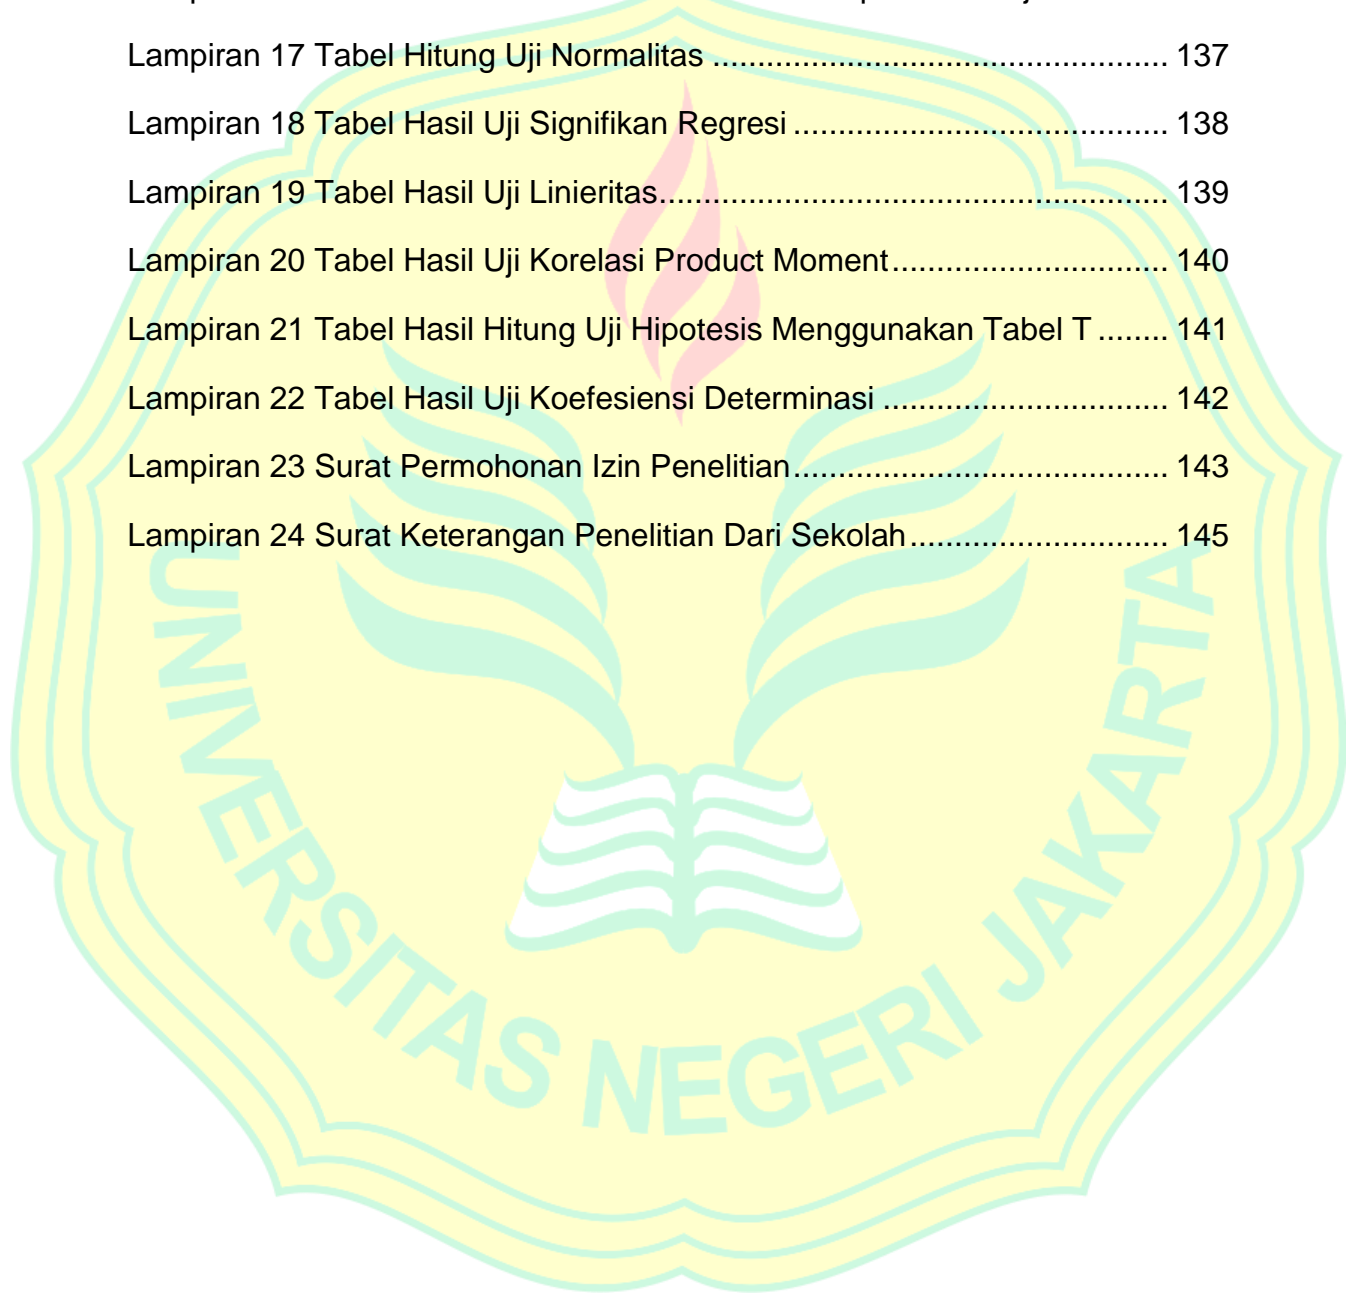 Lampiran 17 Tabel Hitung Uji Normalitas ................................................... 137
Lampiran 18 Tabel Hasil Uji Signifikan Regresi .......................................... 138
Lampiran 19 Tabel Hasil Uji Linieritas......................................................... 139
Lampiran 20 Tabel Hasil Uji Korelasi Product Moment............................... 140
Lampiran 21 Tabel Hasil Hitung Uji Hipotesis Menggunakan Tabel T ........ 141
Lampiran 22 Tabel Hasil Uji Koefesiensi Determinasi ................................ 142
Lampiran 23 Surat Permohonan Izin Penelitian.......................................... 143
Lampiran 24 Surat Keterangan Penelitian Dari Sekolah............................. 145
UNIVERSITAS NEGERI JAKARTA